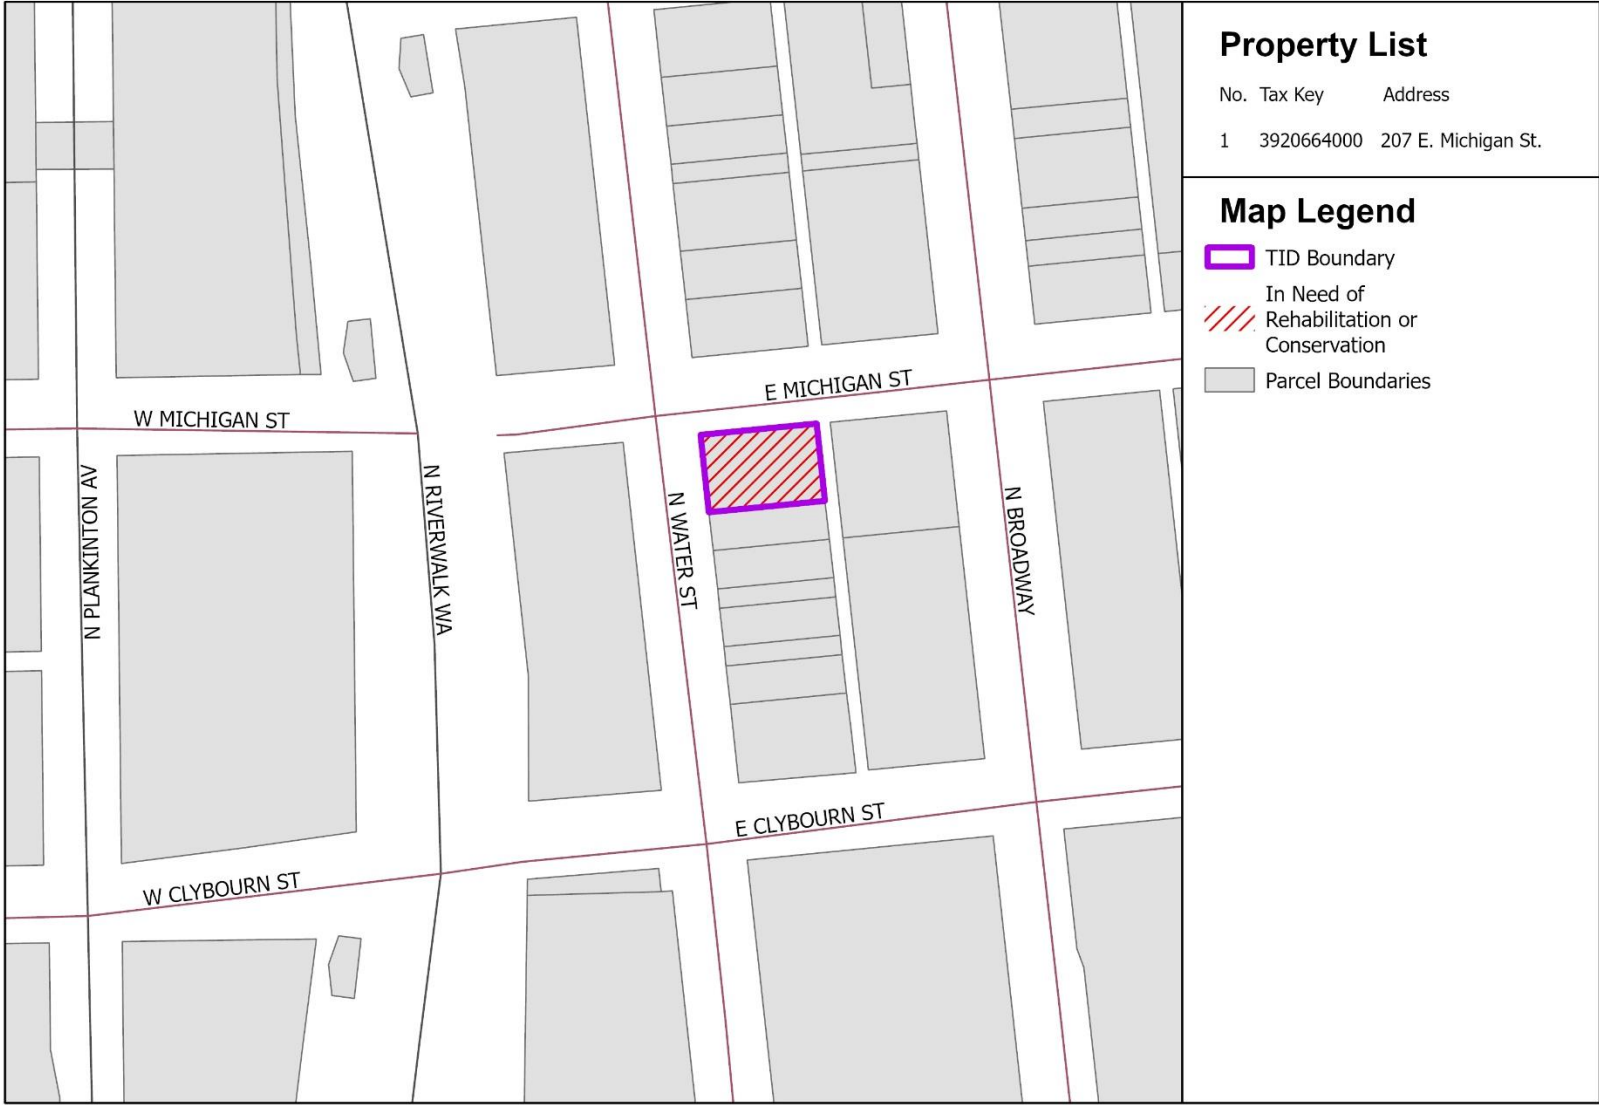 Property List
No. Tax Key Address
1 3920664000 207 E. Michigan St.
Map Legend
TID Boundary
In Need of
Rehabilitation or
Conservation
Parcel Boundaries
E MICHIGAN ST
W MICHIGAN ST
N PLANKINTON AV
N RIVERWALK WA
N WATER ST
N BROADWAY
E CLYBOURN ST
W CLYBOURN ST